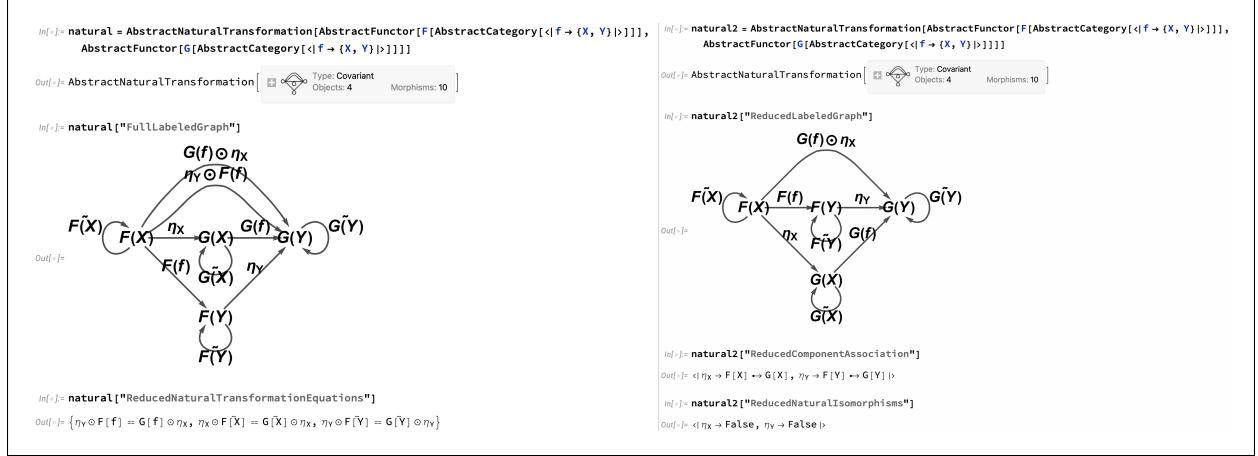 In[◦]:= natural = AbstractNaturalTransformation[AbstractFunctor[F[AbstractCategory[<|f → {X, Y}|>]]],
AbstractFunctor[G[AbstractCategory[<|f → {X, Y}|>]]]]
Out[◦]= AbstractNaturalTransformation[
Type: Covariant
Objects: 4 Morphisms: 10
]
In[◦]:= natural["FullLabeledGraph"]
G(f)⊙η_X
η_Y⊙F(f)
F(X̃) G(Ỹ)
η_X G(f)
F(X) G(X) G(Y)
Out[◦]=
F(f) G(X̃) η_Y
F(Y)
F(Ỹ)
In[◦]:= natural["ReducedNaturalTransformationEquations"]
Out[◦]= {η_Y⊙F[f] == G[f]⊙η_X, η_X⊙F[X̃] == G[X̃]⊙η_X, η_Y⊙F[Ỹ] == G[Ỹ]⊙η_Y}
In[◦]:= natural2 = AbstractNaturalTransformation[AbstractFunctor[F[AbstractCategory[<|f → {X, Y}|>]]],
AbstractFunctor[G[AbstractCategory[<|f → {X, Y}|>]]]]
Out[◦]= AbstractNaturalTransformation[
Type: Covariant
Objects: 4 Morphisms: 10
]
In[◦]:= natural2["ReducedLabeledGraph"]
G(f)⊙η_X
F(X̃) F(f) η_Y G(Ỹ)
F(X) F(Y) G(Y)
Out[◦]=
η_X F(Ỹ) G(f)
G(X)
G(X̃)
In[◦]:= natural2["ReducedComponentAssociation"]
Out[◦]= <|η_X → F[X] ↦ G[X], η_Y → F[Y] ↦ G[Y]|>
In[◦]:= natural2["ReducedNaturalIsomorphisms"]
Out[◦]= <|η_X → False, η_Y → False|>